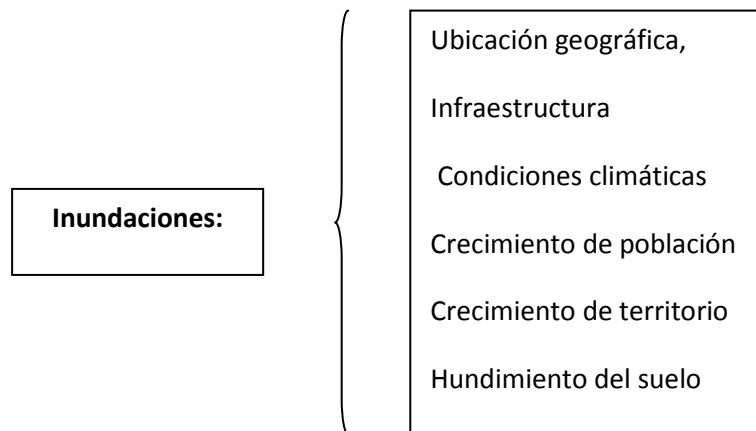 Inundaciones:
Ubicación geográfica,
Infraestructura
Condiciones climáticas
Crecimiento de población
Crecimiento de territorio
Hundimiento del suelo